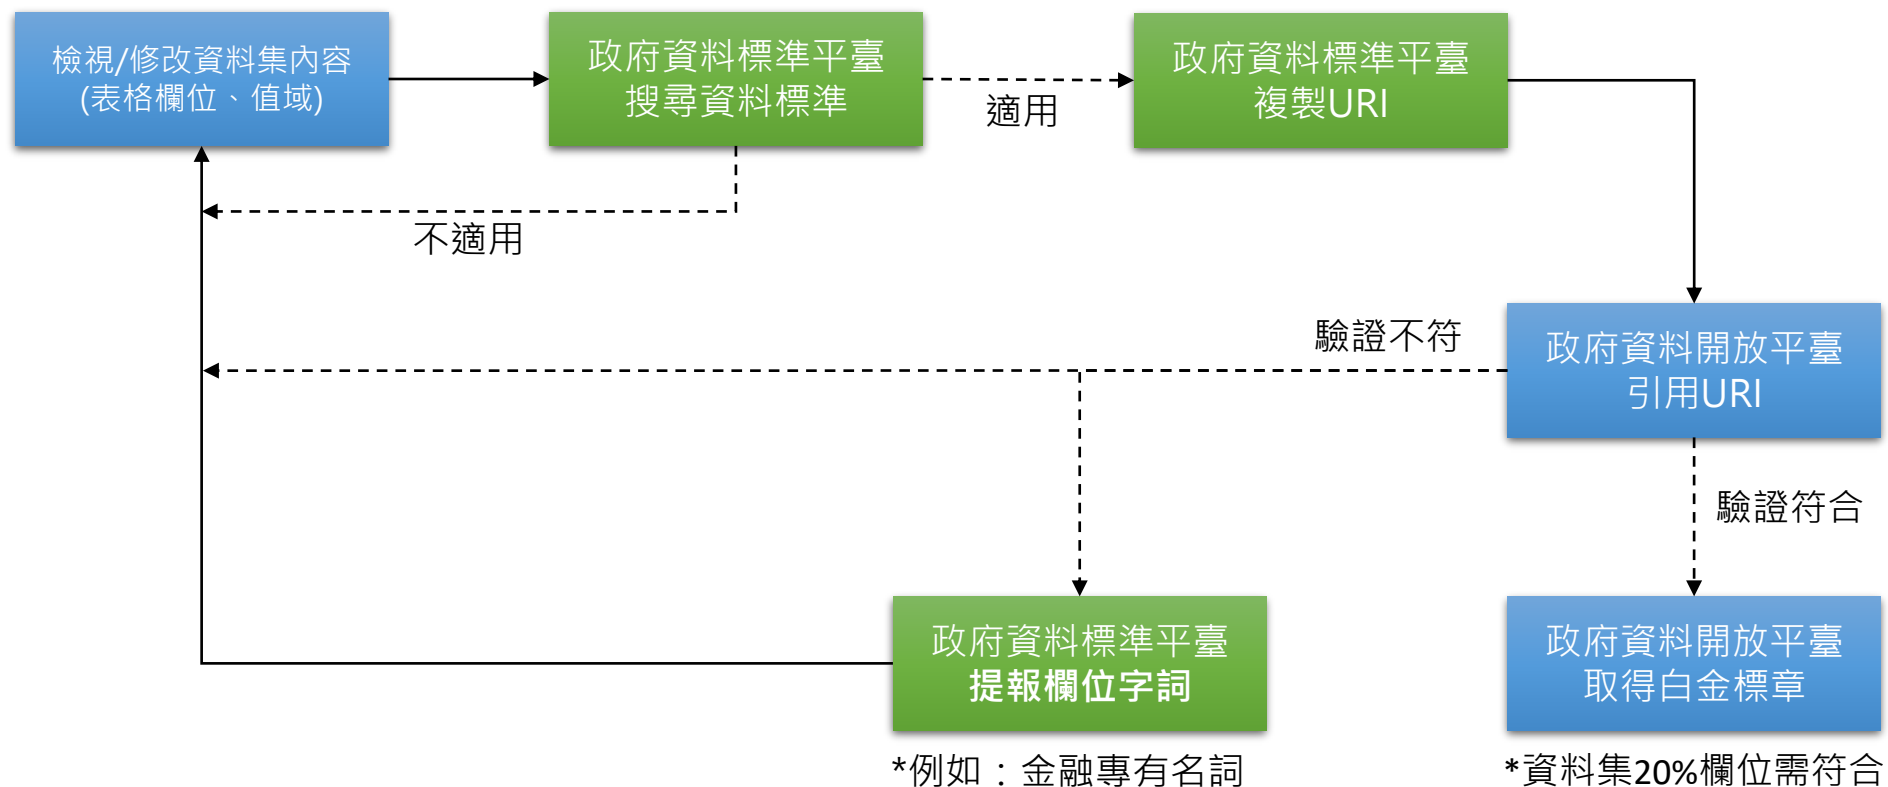 檢視/修改資料集內容
(表格欄位、值域)
政府資料標準平臺
搜尋資料標準
適用
政府資料標準平臺
複製URI
不適用
驗證不符
政府資料開放平臺
引用URI
驗證符合
政府資料標準平臺
提報欄位字詞
*例如：金融專有名詞
政府資料開放平臺
取得白金標章
*資料集20%欄位需符合